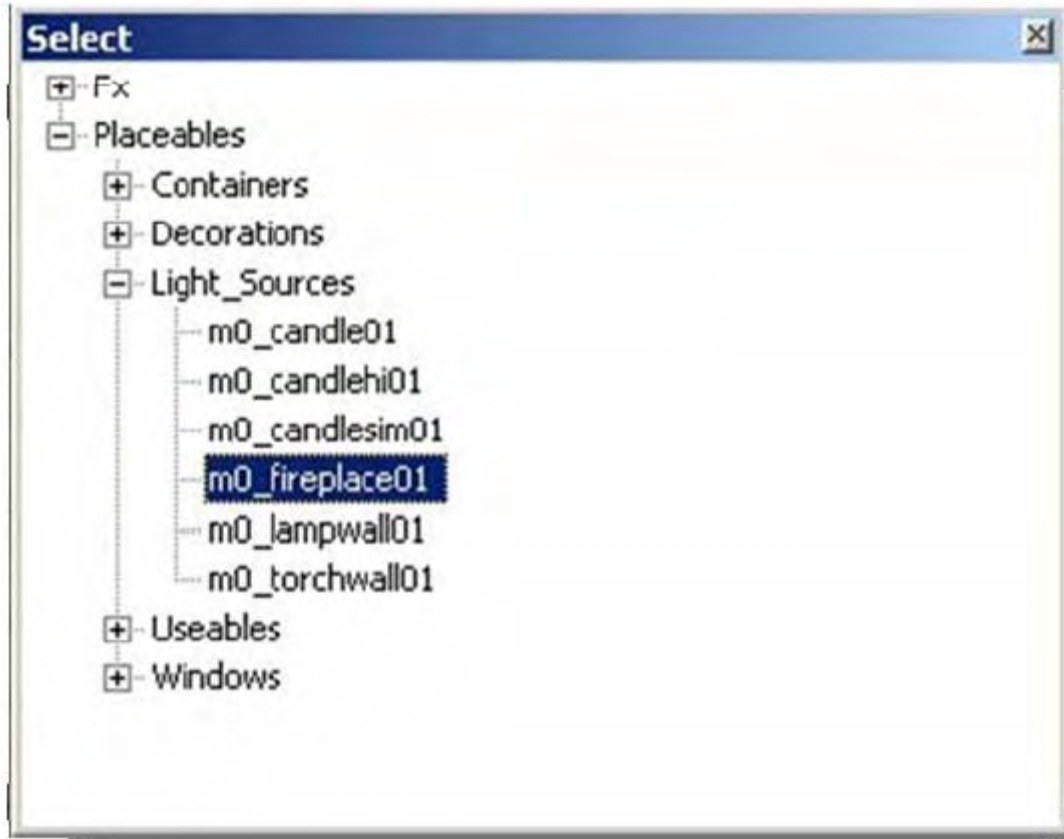 Select
Fx
Placeables
Containers
Decorations
Light_Sources
m0_candle01
m0_candlehi01
m0_candlesim01
m0_fireplace01
m0_lampwall01
m0_torchwall01
Useables
Windows